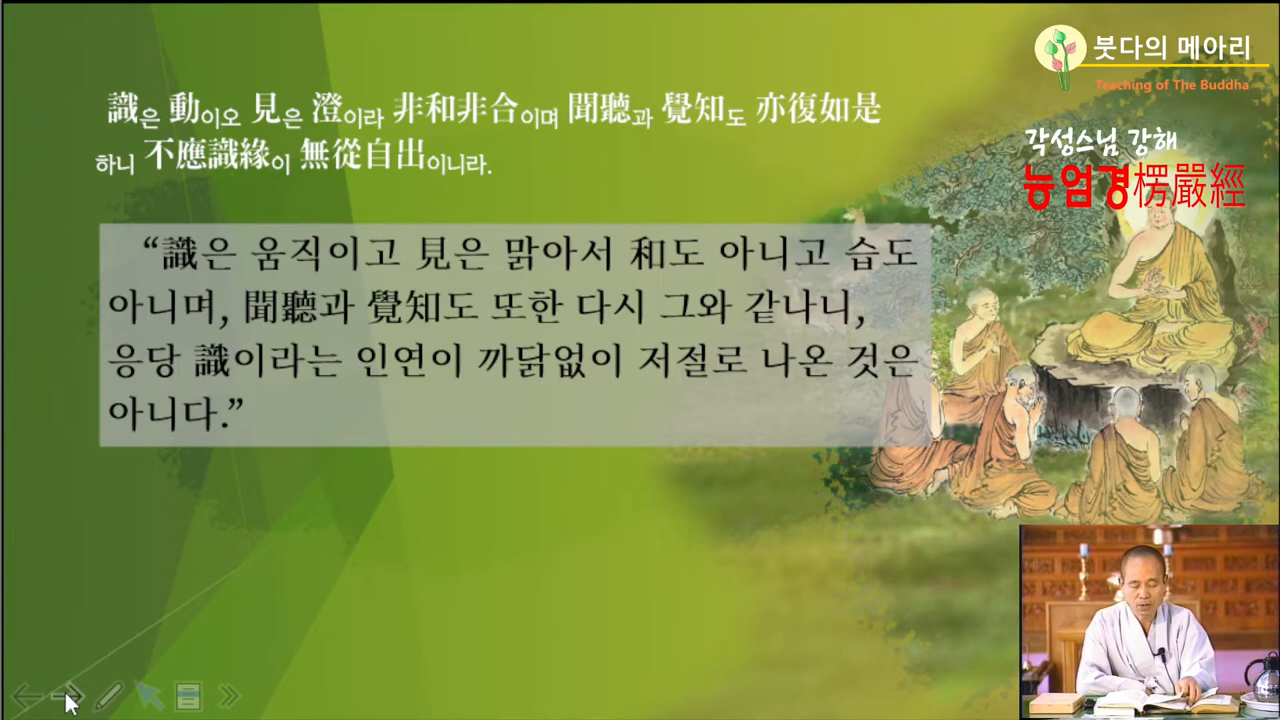 붓다의 메아리
Teaching of The Buddha
각성스님 강해
능엄경楞嚴經
識은 動이오 見은 澄이라 非和非合이며 聞聽과 覺知도 亦復如是
하니 不應識緣이 無從自出이니라.
“識은 움직이고 見은 맑아서 和도 아니고 습도
아니며, 聞聽과 覺知도 또한 다시 그와 같나니,
응당 識이라는 인연이 까닭없이 저절로 나온 것은
아니다.”